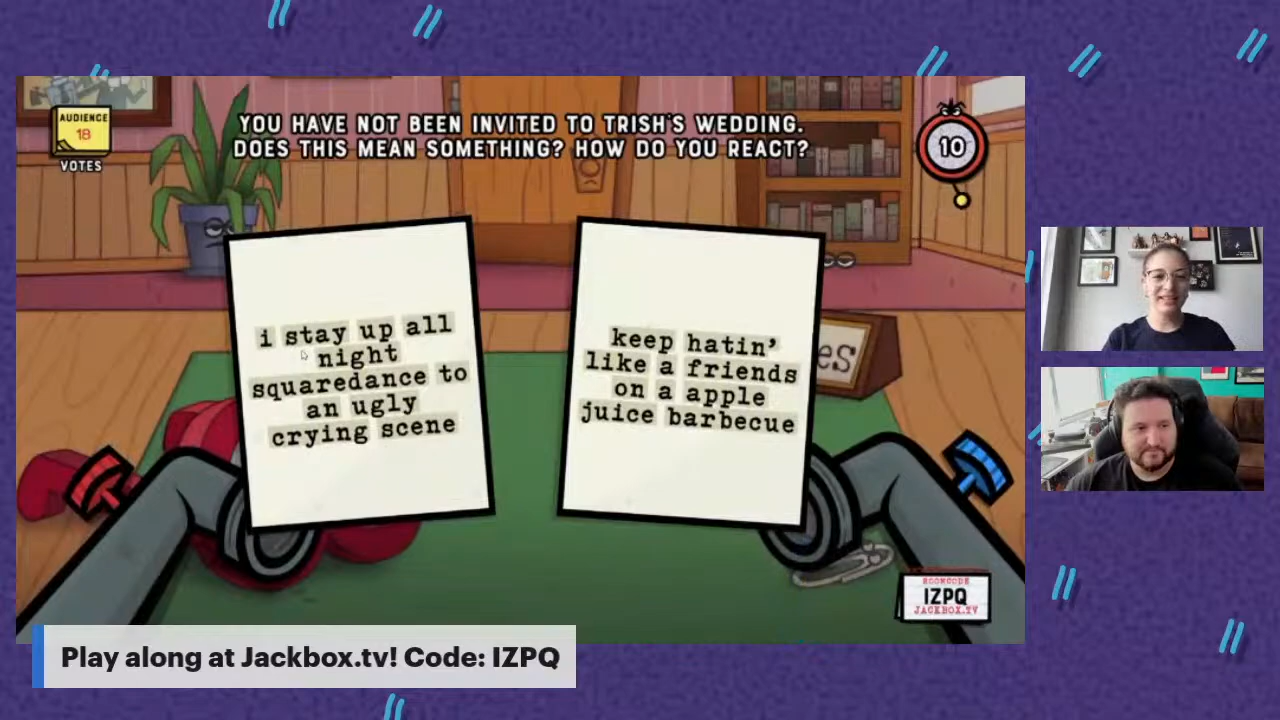 AUDIENCE
18
VOTES
YOU HAVE NOT BEEN INVITED TO TRISH'S WEDDING.
DOES THIS MEAN SOMETHING? HOW DO YOU REACT?
10
i stay up all
night
squaredance to
an ugly
crying scene
keep hatin'
like a friends
on a apple
juice barbecue
ROOMCODE
IZPQ
JACKBOX.TV
Play along at Jackbox.tv! Code: IZPQ